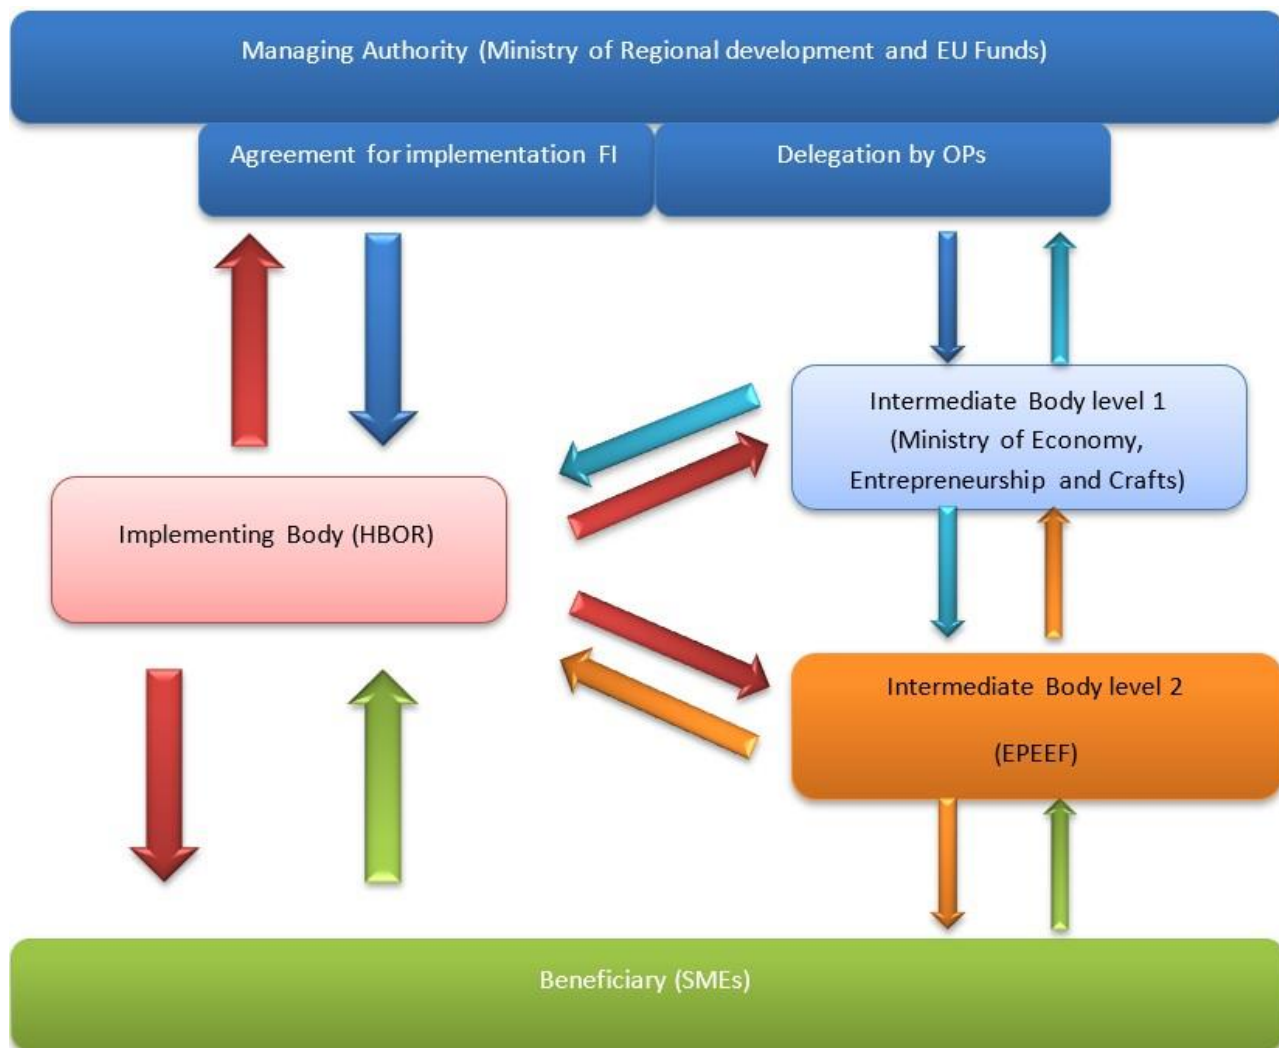 Managing Authority (Ministry of Regional development and EU Funds)
Agreement for implementation FI
Delegation by OPs
Intermediate Body level 1
(Ministry of Economy,
Entrepreneurship and Crafts)
Implementing Body (HBOR)
Intermediate Body level 2
(EPEEF)
Beneficiary (SMEs)